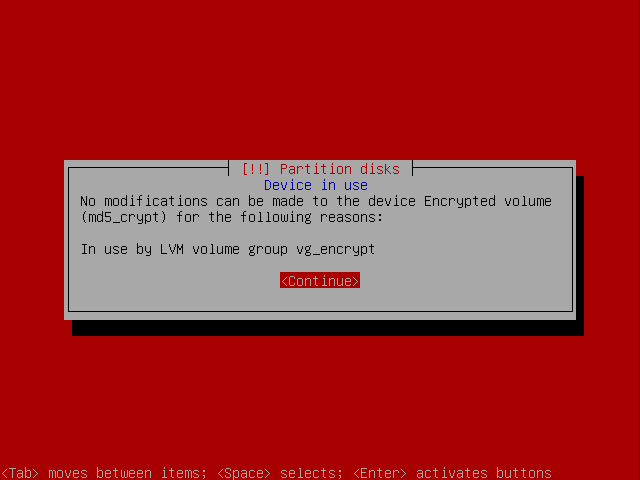 [!!] Partition disks
Device in use
No modifications can be made to the device Encrypted volume
(md5_crypt) for the following reasons:
In use by LVM volume group vg_encrypt
<Continue>
<Tab> moves between items; <Space> selects; <Enter> activates buttons